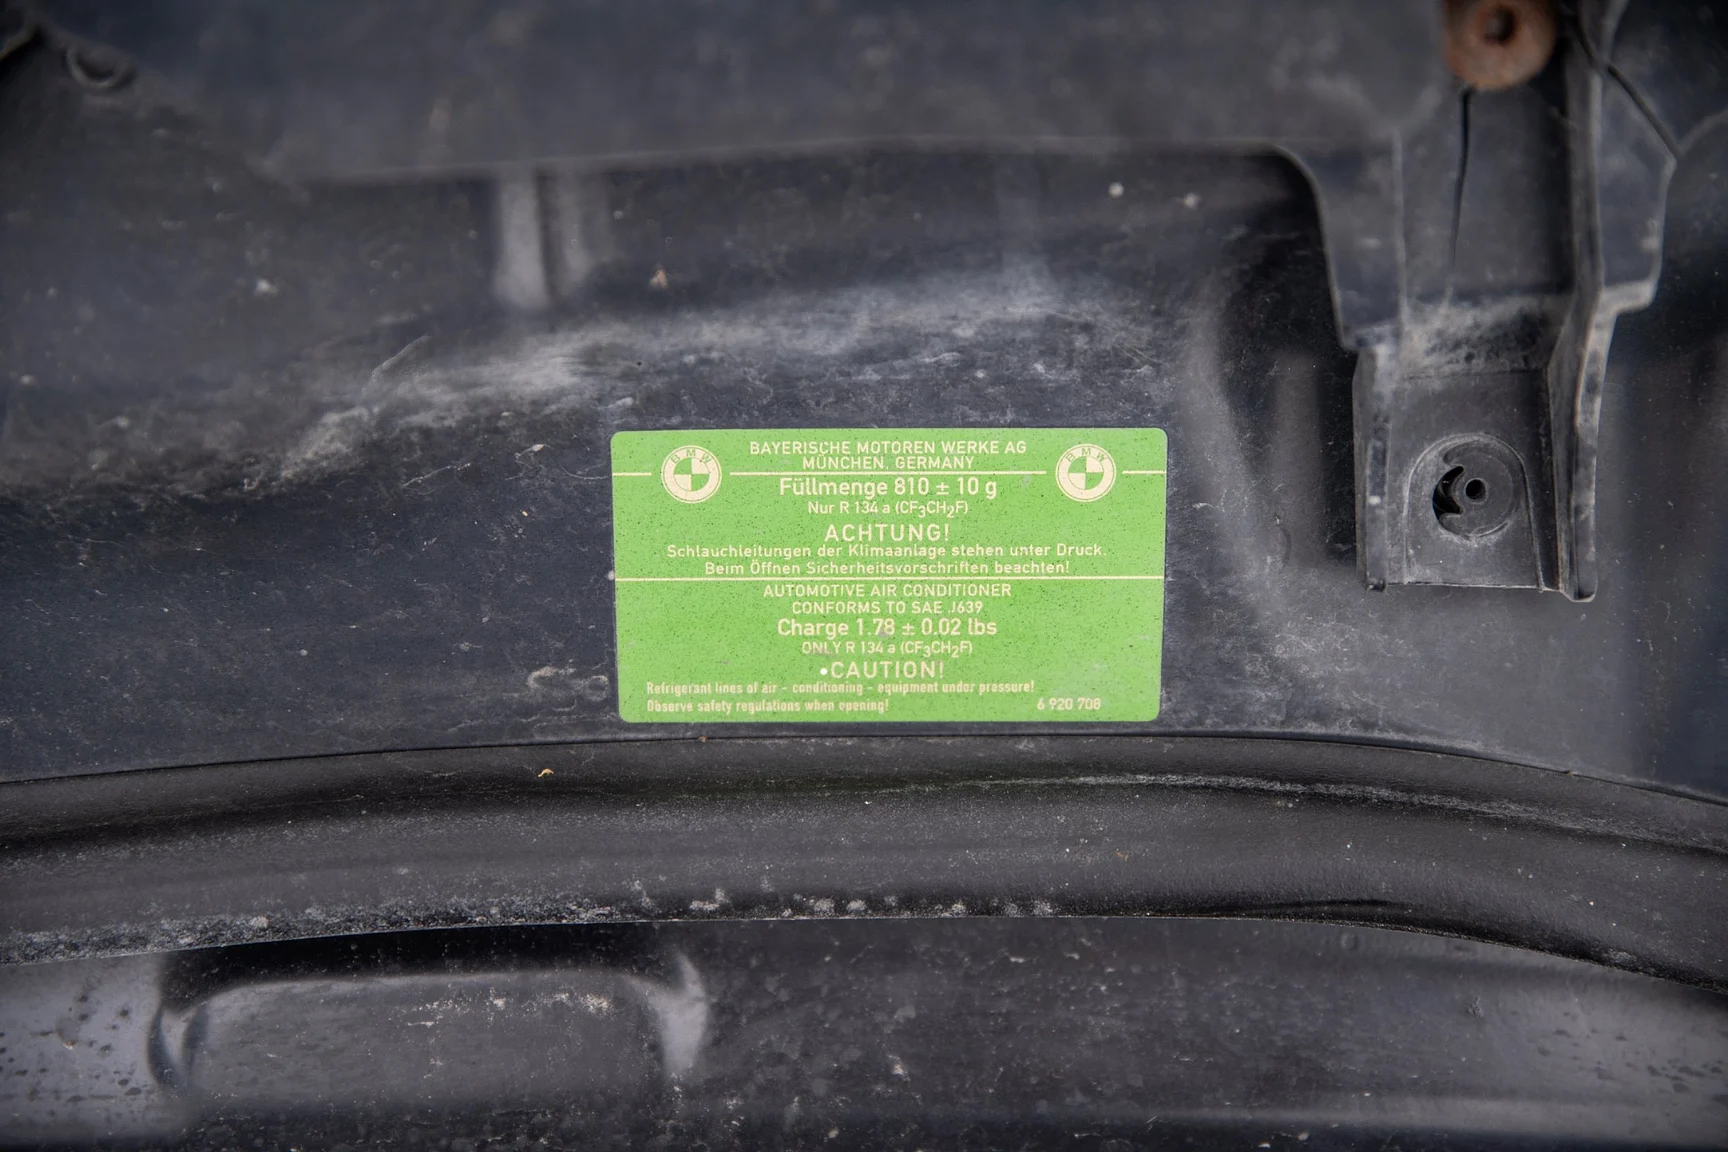 BMW
BMW
BAYERISCHE MOTOREN WERKE AG
MÜNCHEN, GERMANY
Füllmenge 810 ± 10 g
Nur R 134 a (CF₃CH₂F)
ACHTUNG!
Schlauchleitungen der Klimaanlage stehen unter Druck.
Beim Öffnen Sicherheitsvorschriften beachten!
AUTOMOTIVE AIR CONDITIONER
CONFORMS TO SAE J639
Charge 1.78 ± 0.02 lbs
ONLY R 134 a (CF₃CH₂F)
•CAUTION!
Refrigerant lines of air - conditioning - equipment under pressure!
Observe safety regulations when opening!
6 920 708